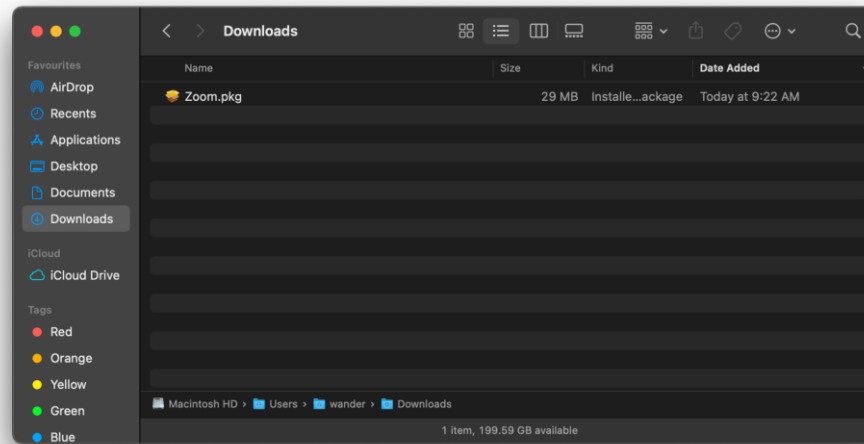 Downloads
Favourites
AirDrop
Recents
Applications
Desktop
Documents
Downloads
iCloud
iCloud Drive
Tags
Red
Orange
Yellow
Green
Blue
Name Size Kind Date Added
Zoom.pkg 29 MB Installe...ackage Today at 9:22 AM
Macintosh HD › Users › wander › Downloads
1 item, 199.59 GB available